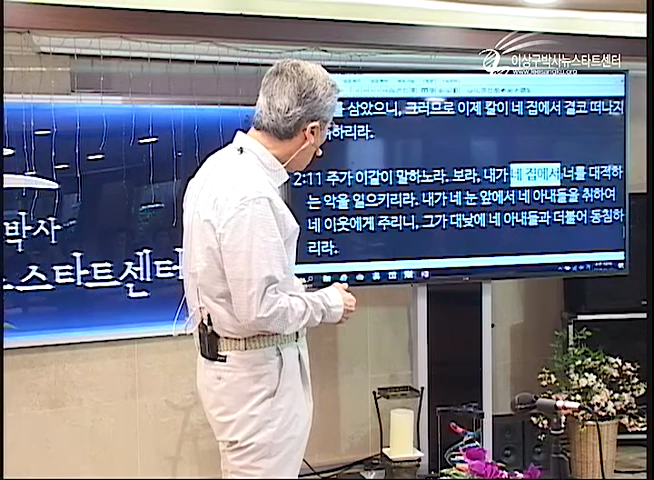 이상구박사뉴스타트센터
를 삼았으니, 그러므로 이제 칼이 네 집에서 결코 떠나지
하리라.
2:11 주가 이같이 말하노라. 보라, 내가 네 집에서 너를 대적하
는 악을 일으키리라. 내가 네 눈 앞에서 네 아내들을 취하여
네 이웃에게 주리니, 그가 대낮에 네 아내들과 더불어 동침하
리라.
박사
스타트센터